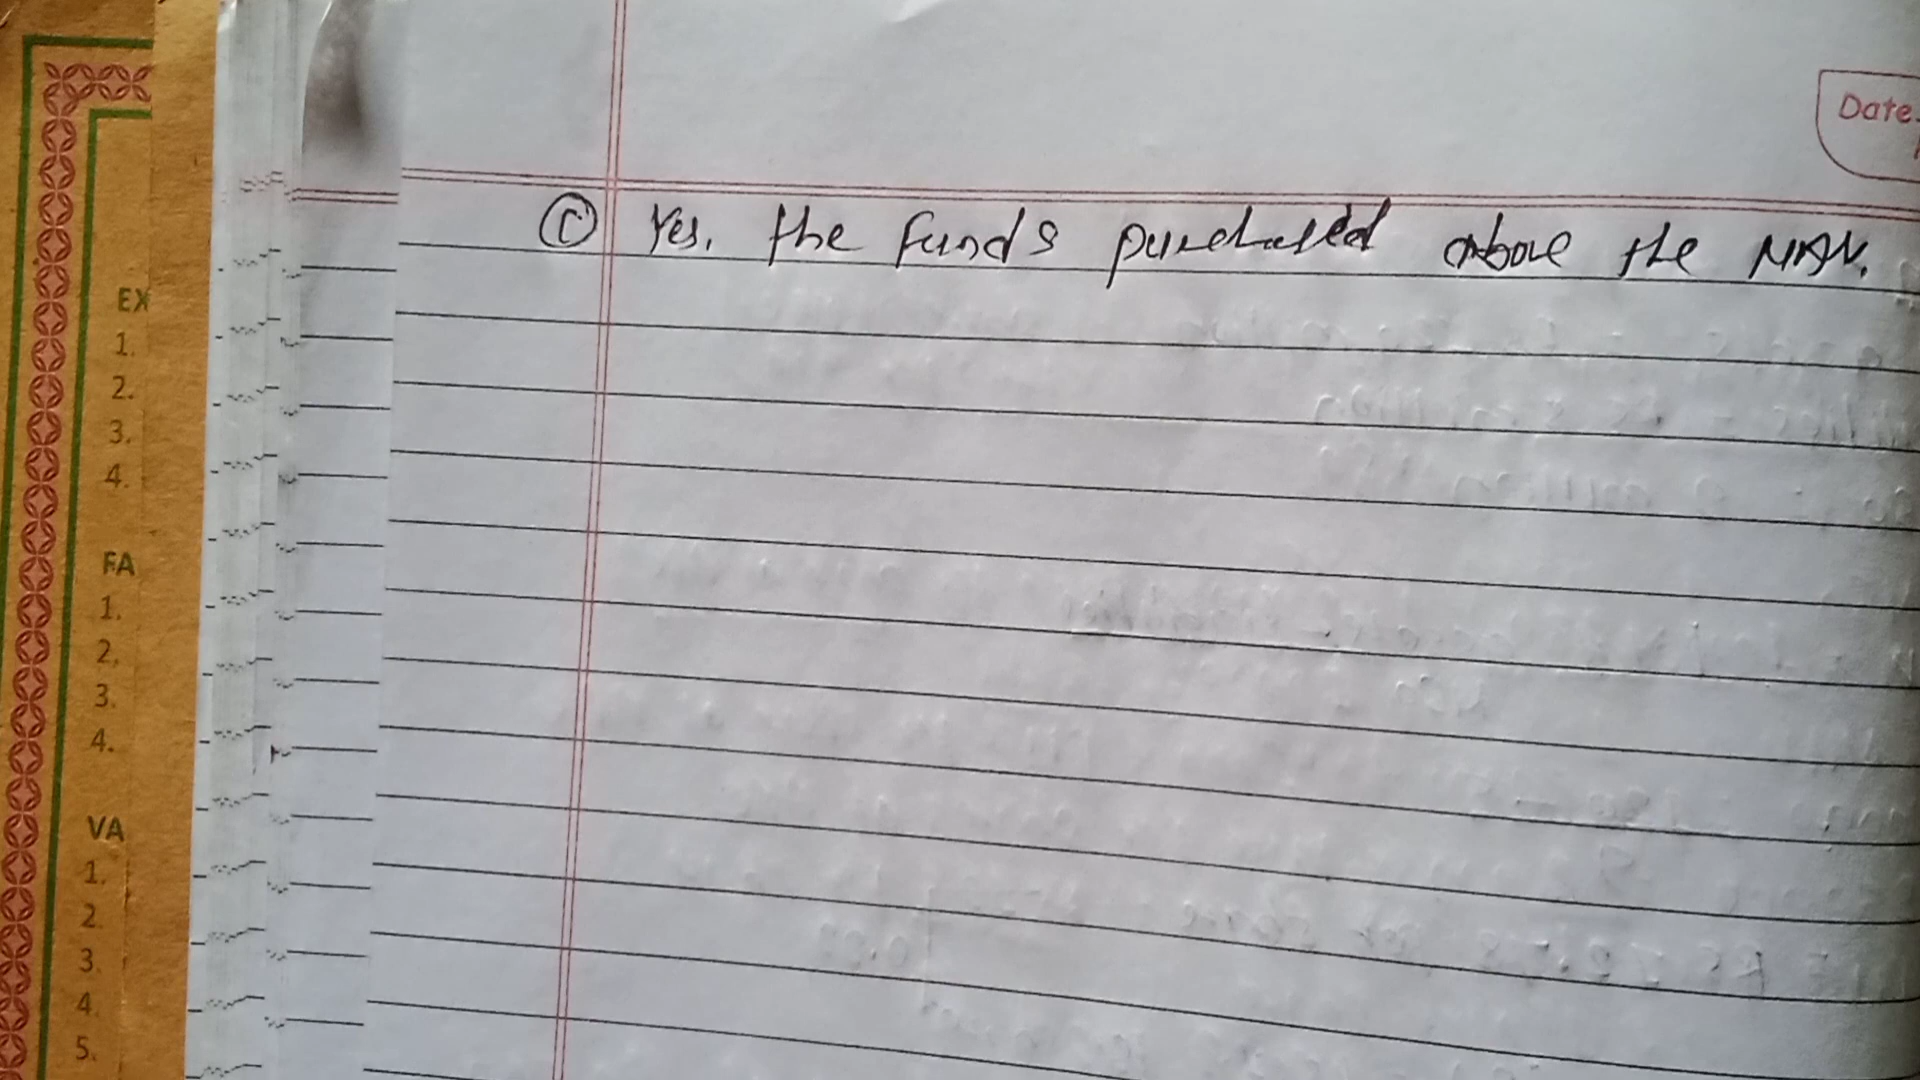 Date
EX
1.
2.
3.
4.
FA
1.
2,
3.
4.
VA
1.
2.
3.
4.
5.
Ⓒ Yes, the funds purchased above the NAV.